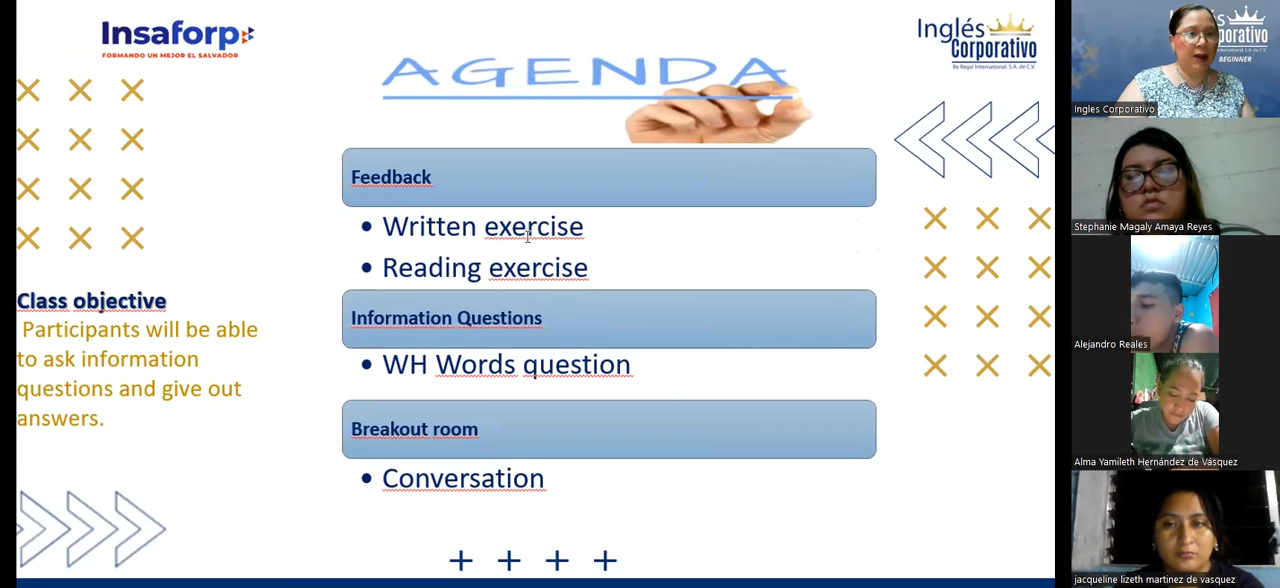 Insaforp
FORMANDO UN MEJOR EL SALVADOR
Inglés
Corporativo
By Regal International, S.A. de C.V.
AGENDA
Feedback
• Written exercise
• Reading exercise
Information Questions
• WH Words question
Breakout room
• Conversation
Class objective
Participants will be able
to ask information
questions and give out
answers.
Inglés
porativo
BEGINNER
Ingles Corporativo
Stephanie Magaly Amaya Reyes
Alejandro Reales
Alma Yamileth Hernández de Vásquez
jacqueline lizeth martinez de vasquez